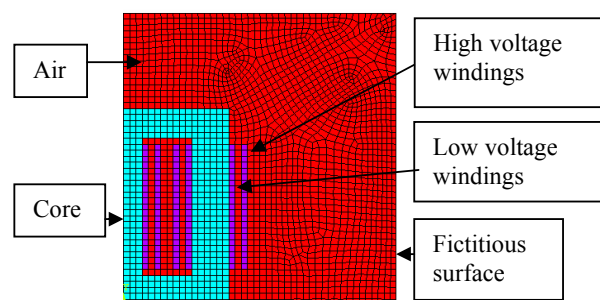 Air
High voltage
windings
Low voltage
windings
Core
Fictitious
surface